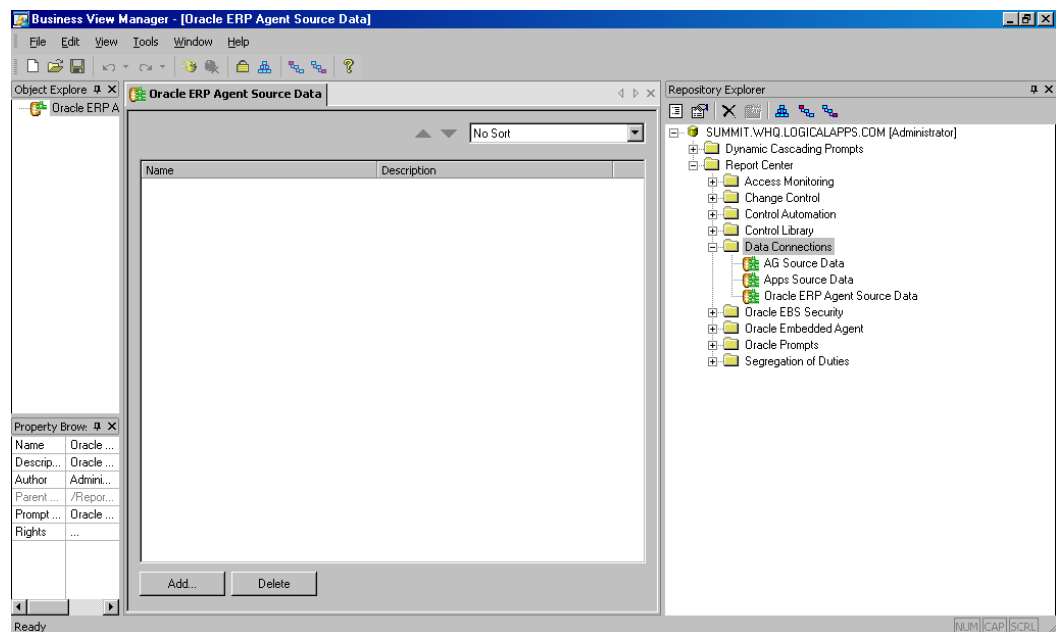 Business View Manager - [Oracle ERP Agent Source Data]
File Edit View Tools Window Help
Object Explore
Oracle ERP A
Oracle ERP Agent Source Data
No Sort
Name Description
Add... Delete
Property Brow:
Name Oracle ...
Descrip... Oracle ...
Author Admini...
Parent ... /Repor...
Prompt ... Oracle ...
Rights ...
Repository Explorer
SUMMIT.WHQ.LOGICALAPPS.COM [Administrator]
Dynamic Cascading Prompts
Report Center
Access Monitoring
Change Control
Control Automation
Control Library
Data Connections
AG Source Data
Apps Source Data
Oracle ERP Agent Source Data
Oracle EBS Security
Oracle Embedded Agent
Oracle Prompts
Segregation of Duties
Ready
NUM CAP SCRL